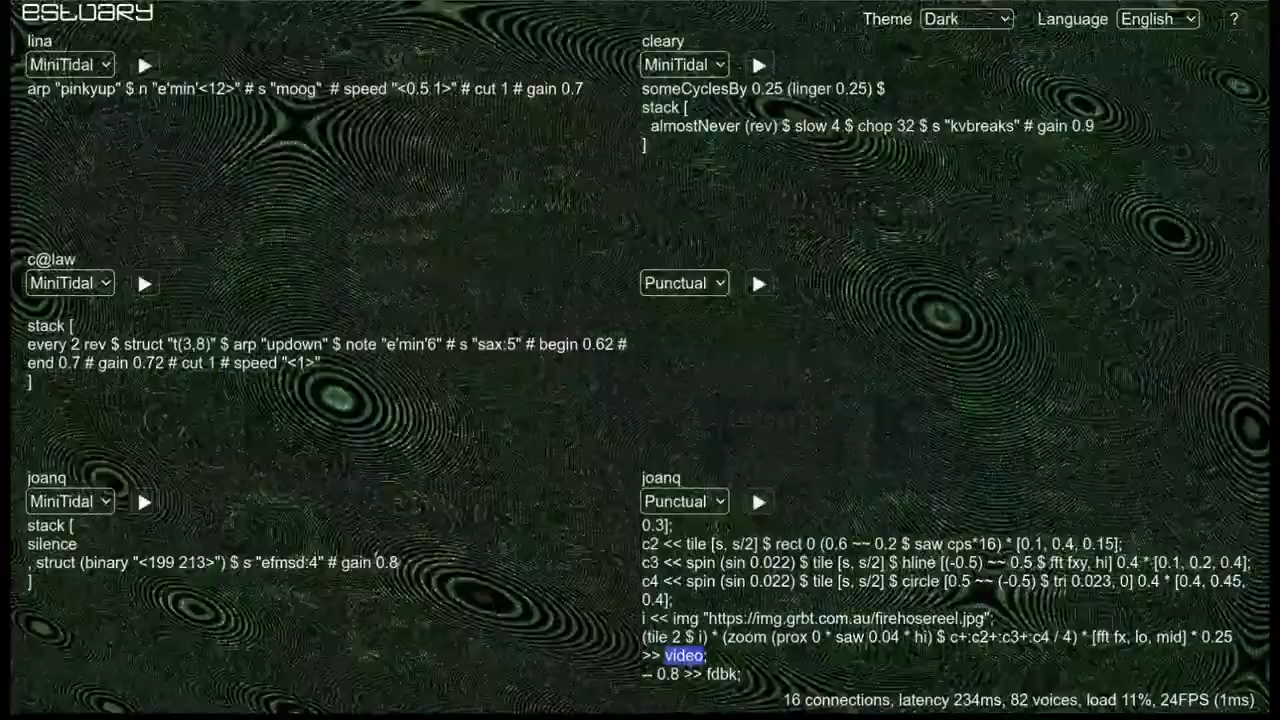 estuary
Theme Dark Language English ?
lina
MiniTidal
arp "pinkyup" $ n "e'min'<12>" # s "moog"  # speed "<0.5 1>" # cut 1 # gain 0.7
cleary
MiniTidal
someCyclesBy 0.25 (linger 0.25) $
stack [
  almostNever (rev) $ slow 4 $ chop 32 $ s "kvbreaks" # gain 0.9
]
c@law
MiniTidal
stack [
every 2 rev $ struct "t(3,8)" $ arp "updown" $ note "e'min'6" # s "sax:5" # begin 0.62 #
end 0.7 # gain 0.72 # cut 1 # speed "<1>"
]
Punctual
joanq
MiniTidal
stack [
silence
, struct (binary "<199 213>") $ s "efmsd:4" # gain 0.8
]
joanq
Punctual
0.3];
c2 << tile [s, s/2] $ rect 0 (0.6 ~~ 0.2 $ saw cps*16) * [0.1, 0.4, 0.15];
c3 << spin (sin 0.022) $ tile [s, s/2] $ hline [(-0.5) ~~ 0.5 $ fft fxy, hi] 0.4 * [0.1, 0.2, 0.4];
c4 << spin (sin 0.022) $ tile [s, s/2] $ circle [0.5 ~~ (-0.5) $ tri 0.023, 0] 0.4 * [0.4, 0.45,
0.4];
i << img "https://img.grbt.com.au/firehosereel.jpg";
(tile 2 $ i) * (zoom (prox 0 * saw 0.04 * hi) $ c+:c2+:c3+:c4 / 4) * [fft fx, lo, mid] * 0.25
>> video;
-- 0.8 >> fdbk;
16 connections, latency 234ms, 82 voices, load 11%, 24FPS (1ms)